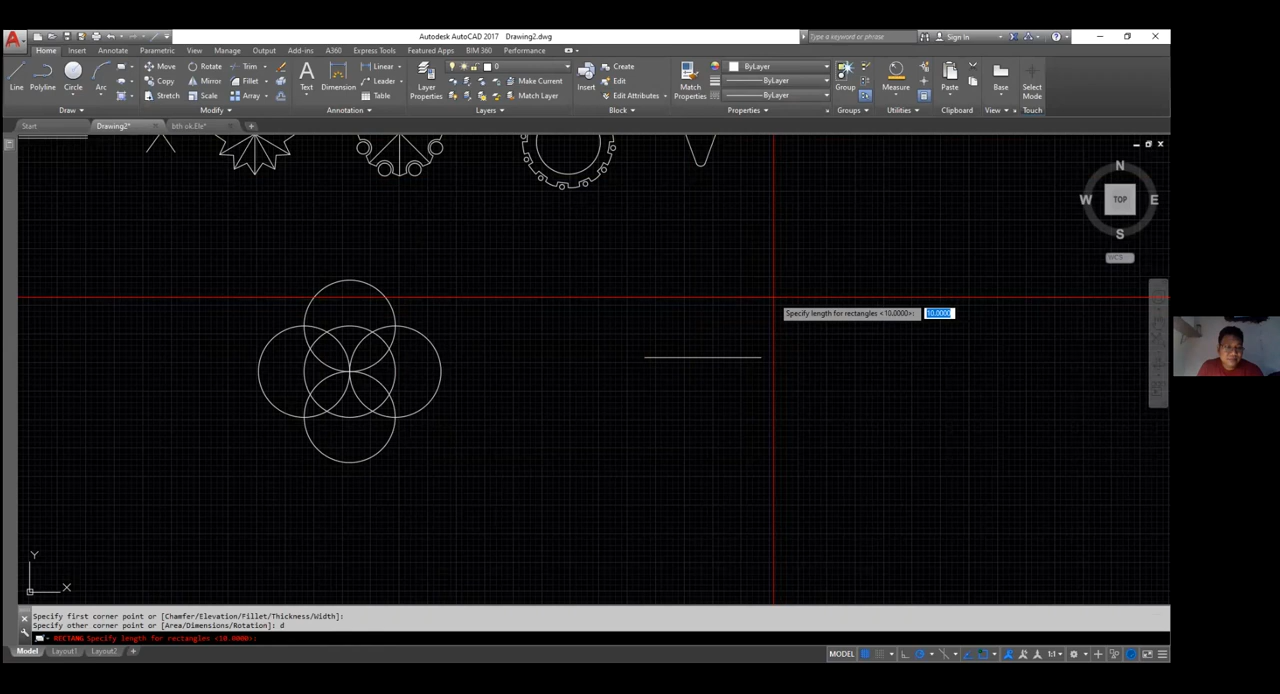 Autodesk AutoCAD 2017 Drawing2.dwg
Type a keyword or phrase
Sign In
Home Insert Annotate Parametric View Manage Output Add-ins A360 Express Tools Featured Apps BIM 360 Performance
Line
Polyline
Circle
Arc
Move
Rotate
Trim
Copy
Mirror
Fillet
Stretch
Scale
Array
Text
Dimension
Linear
Leader
Table
Layer
Properties
0
Make Current
Match Layer
Insert
Create
Edit
Edit Attributes
Match
Properties
ByLayer
ByLayer
ByLayer
Group
Measure
Paste
Base
Select
Mode
Draw
Modify
Annotation
Layers
Block
Properties
Groups
Utilities
Clipboard
View
Touch
Start
Drawing2*
bth ok.Ele*
N
W
TOP
E
S
WCS
Specify length for rectangles <10.0000>: 10.0000
Y
X
Specify first corner point or [Chamfer/Elevation/Fillet/Thickness/Width]:
Specify other corner point or [Area/Dimensions/Rotation]: d
RECTANG Specify length for rectangles <10.0000>:
Model Layout1 Layout2 +
MODEL
1:1